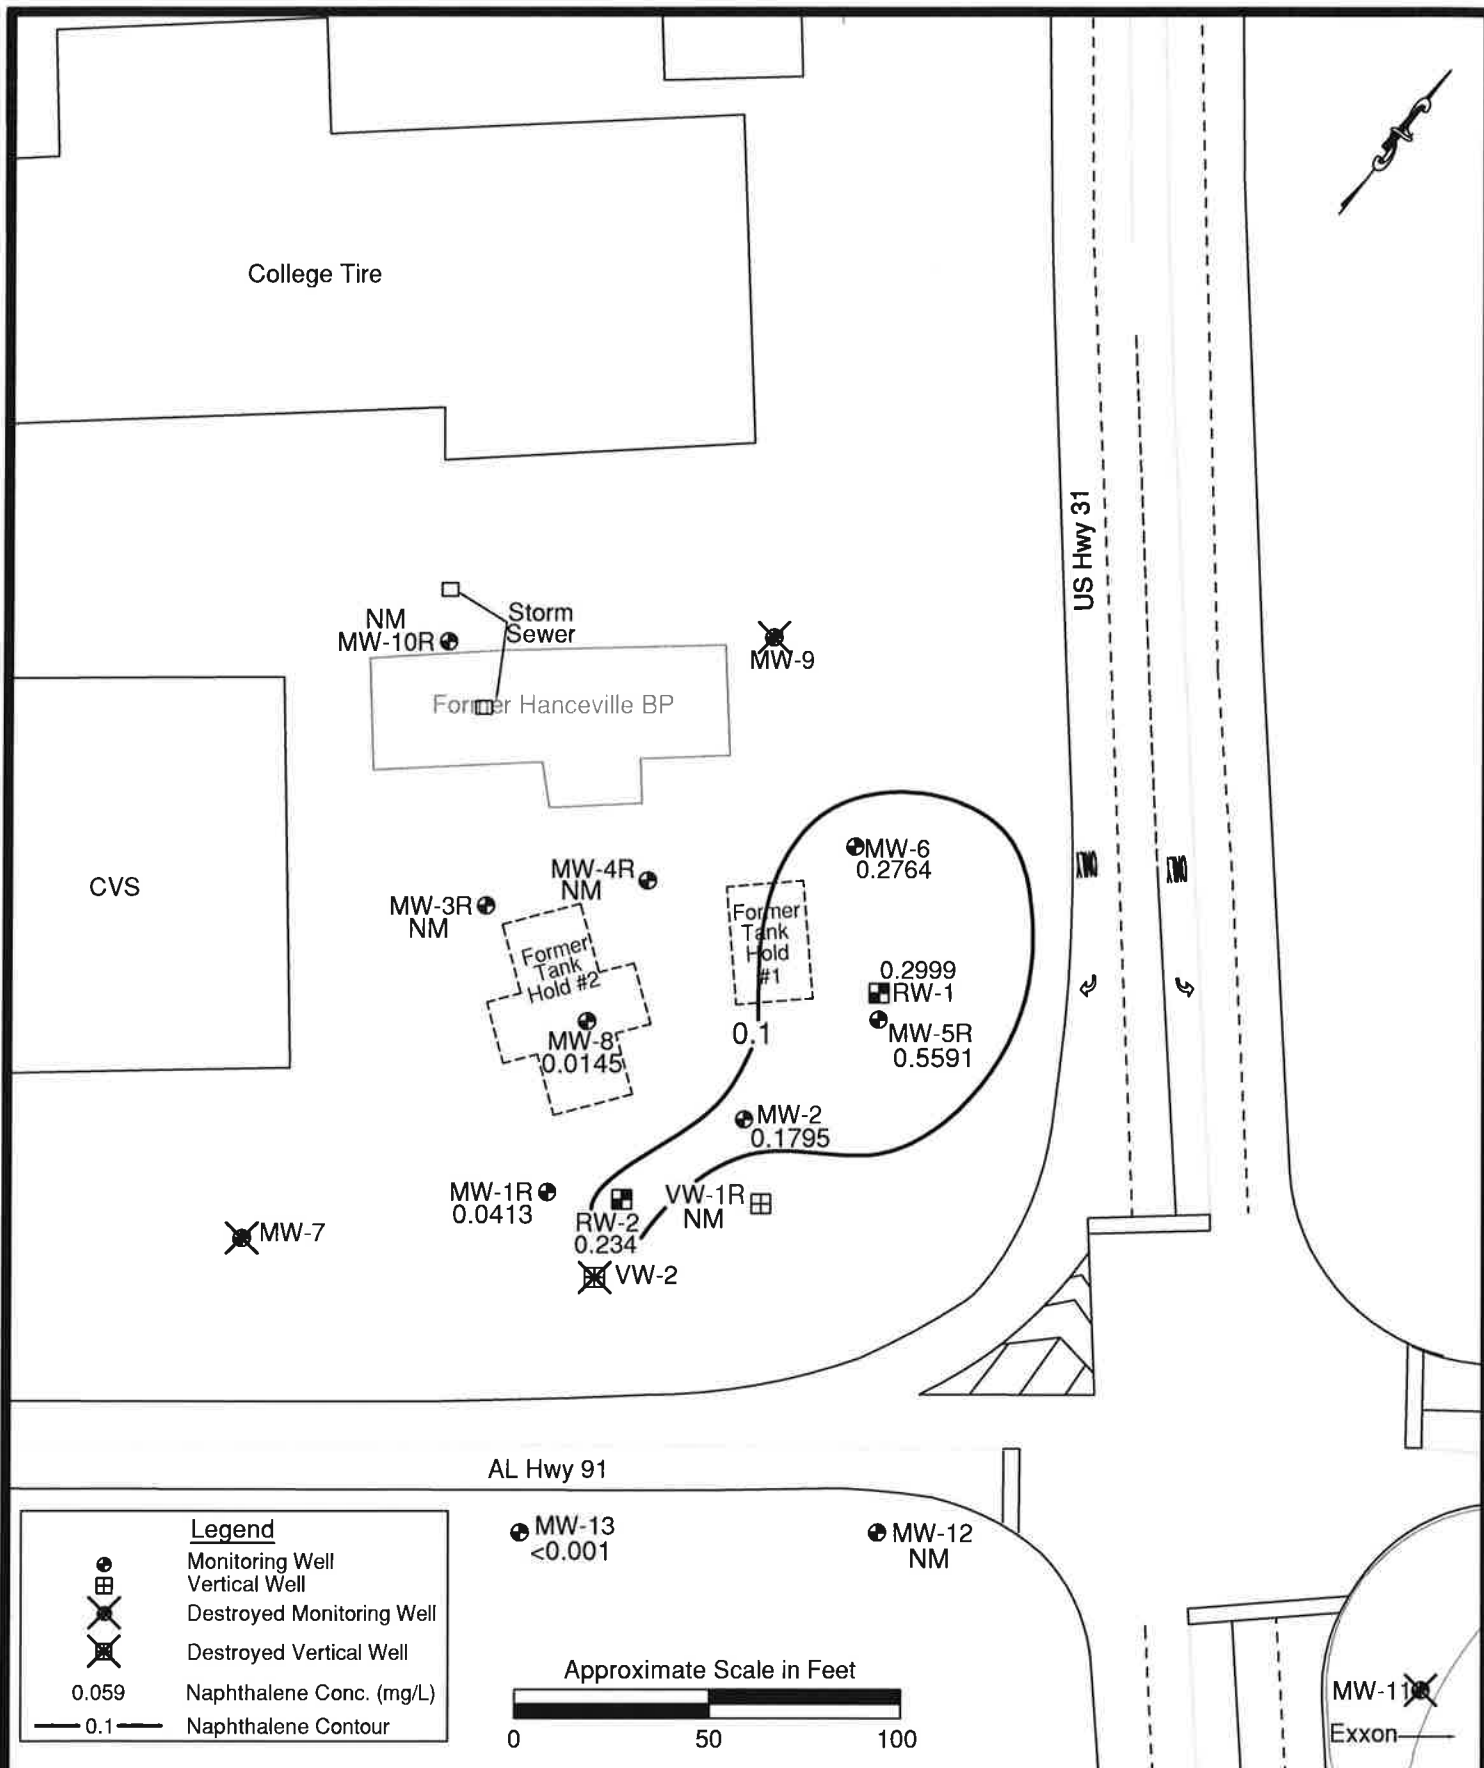 College Tire
US Hwy 31
NM
MW-10R
Storm
Sewer
MW-9
Former Hanceville BP
CVS
MW-6
0.2764
MW-4R
NM
MW-3R
NM
Former
Tank
Hold
#1
Former
Tank
Hold #2
ONLY
ONLY
0.2999
RW-1
MW-5R
0.5591
0.1
MW-8
0.0145
MW-2
0.1795
MW-1R
0.0413
VW-1R
NM
RW-2
0.234
MW-7
VW-2
AL Hwy 91
MW-13
<0.001
MW-12
NM
Legend
Monitoring Well
Vertical Well
Destroyed Monitoring Well
Destroyed Vertical Well
0.059 Naphthalene Conc. (mg/L)
0.1 Naphthalene Contour
Approximate Scale in Feet
0 50 100
MW-11
Exxon